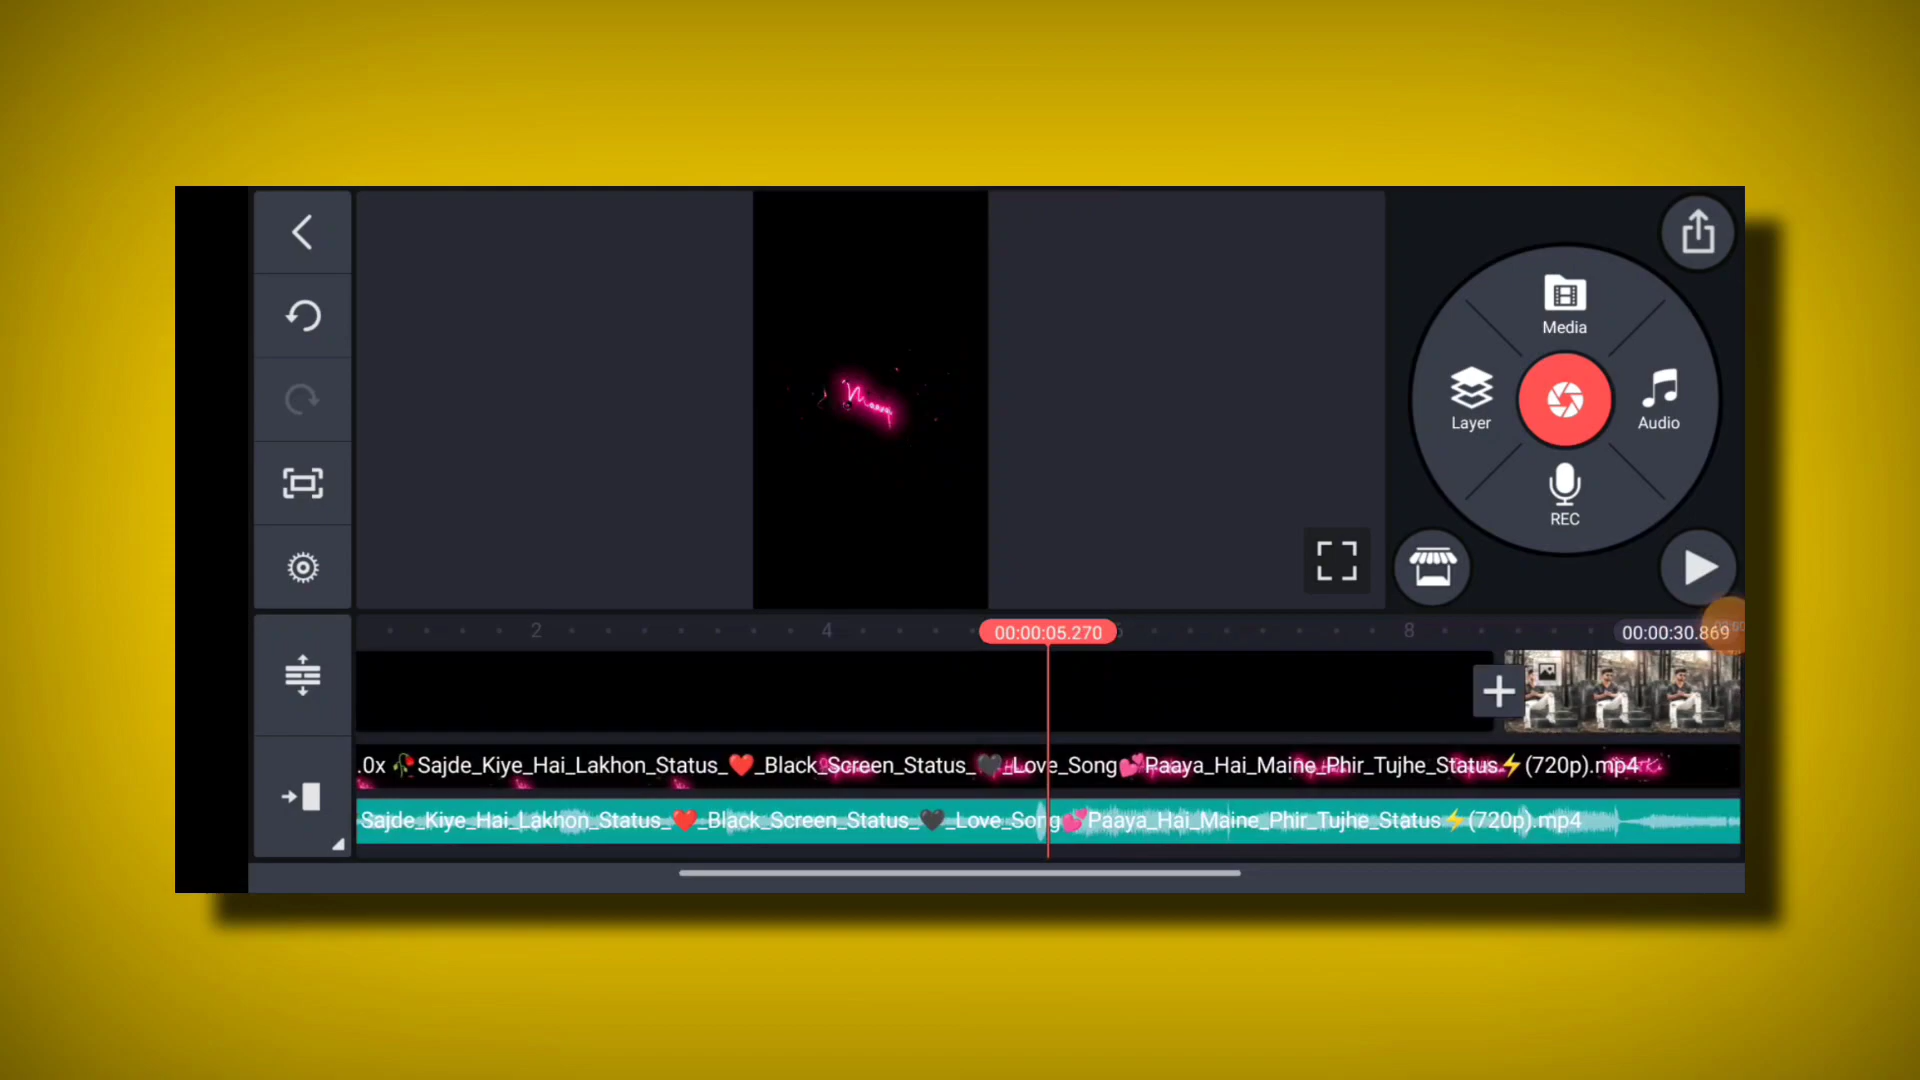 Media
Layer
Audio
REC
2
4
00:00:05.270
8
00:00:30.869
.0x 🥀Sajde_Kiye_Hai_Lakhon_Status_❤️_Black_Screen_Status_🖤_Love_Song💕Paaya_Hai_Maine_Phir_Tujhe_Status⚡(720p).mp4
Sajde_Kiye_Hai_Lakhon_Status_❤️_Black_Screen_Status_🖤_Love_Song💕Paaya_Hai_Maine_Phir_Tujhe_Status⚡(720p).mp4